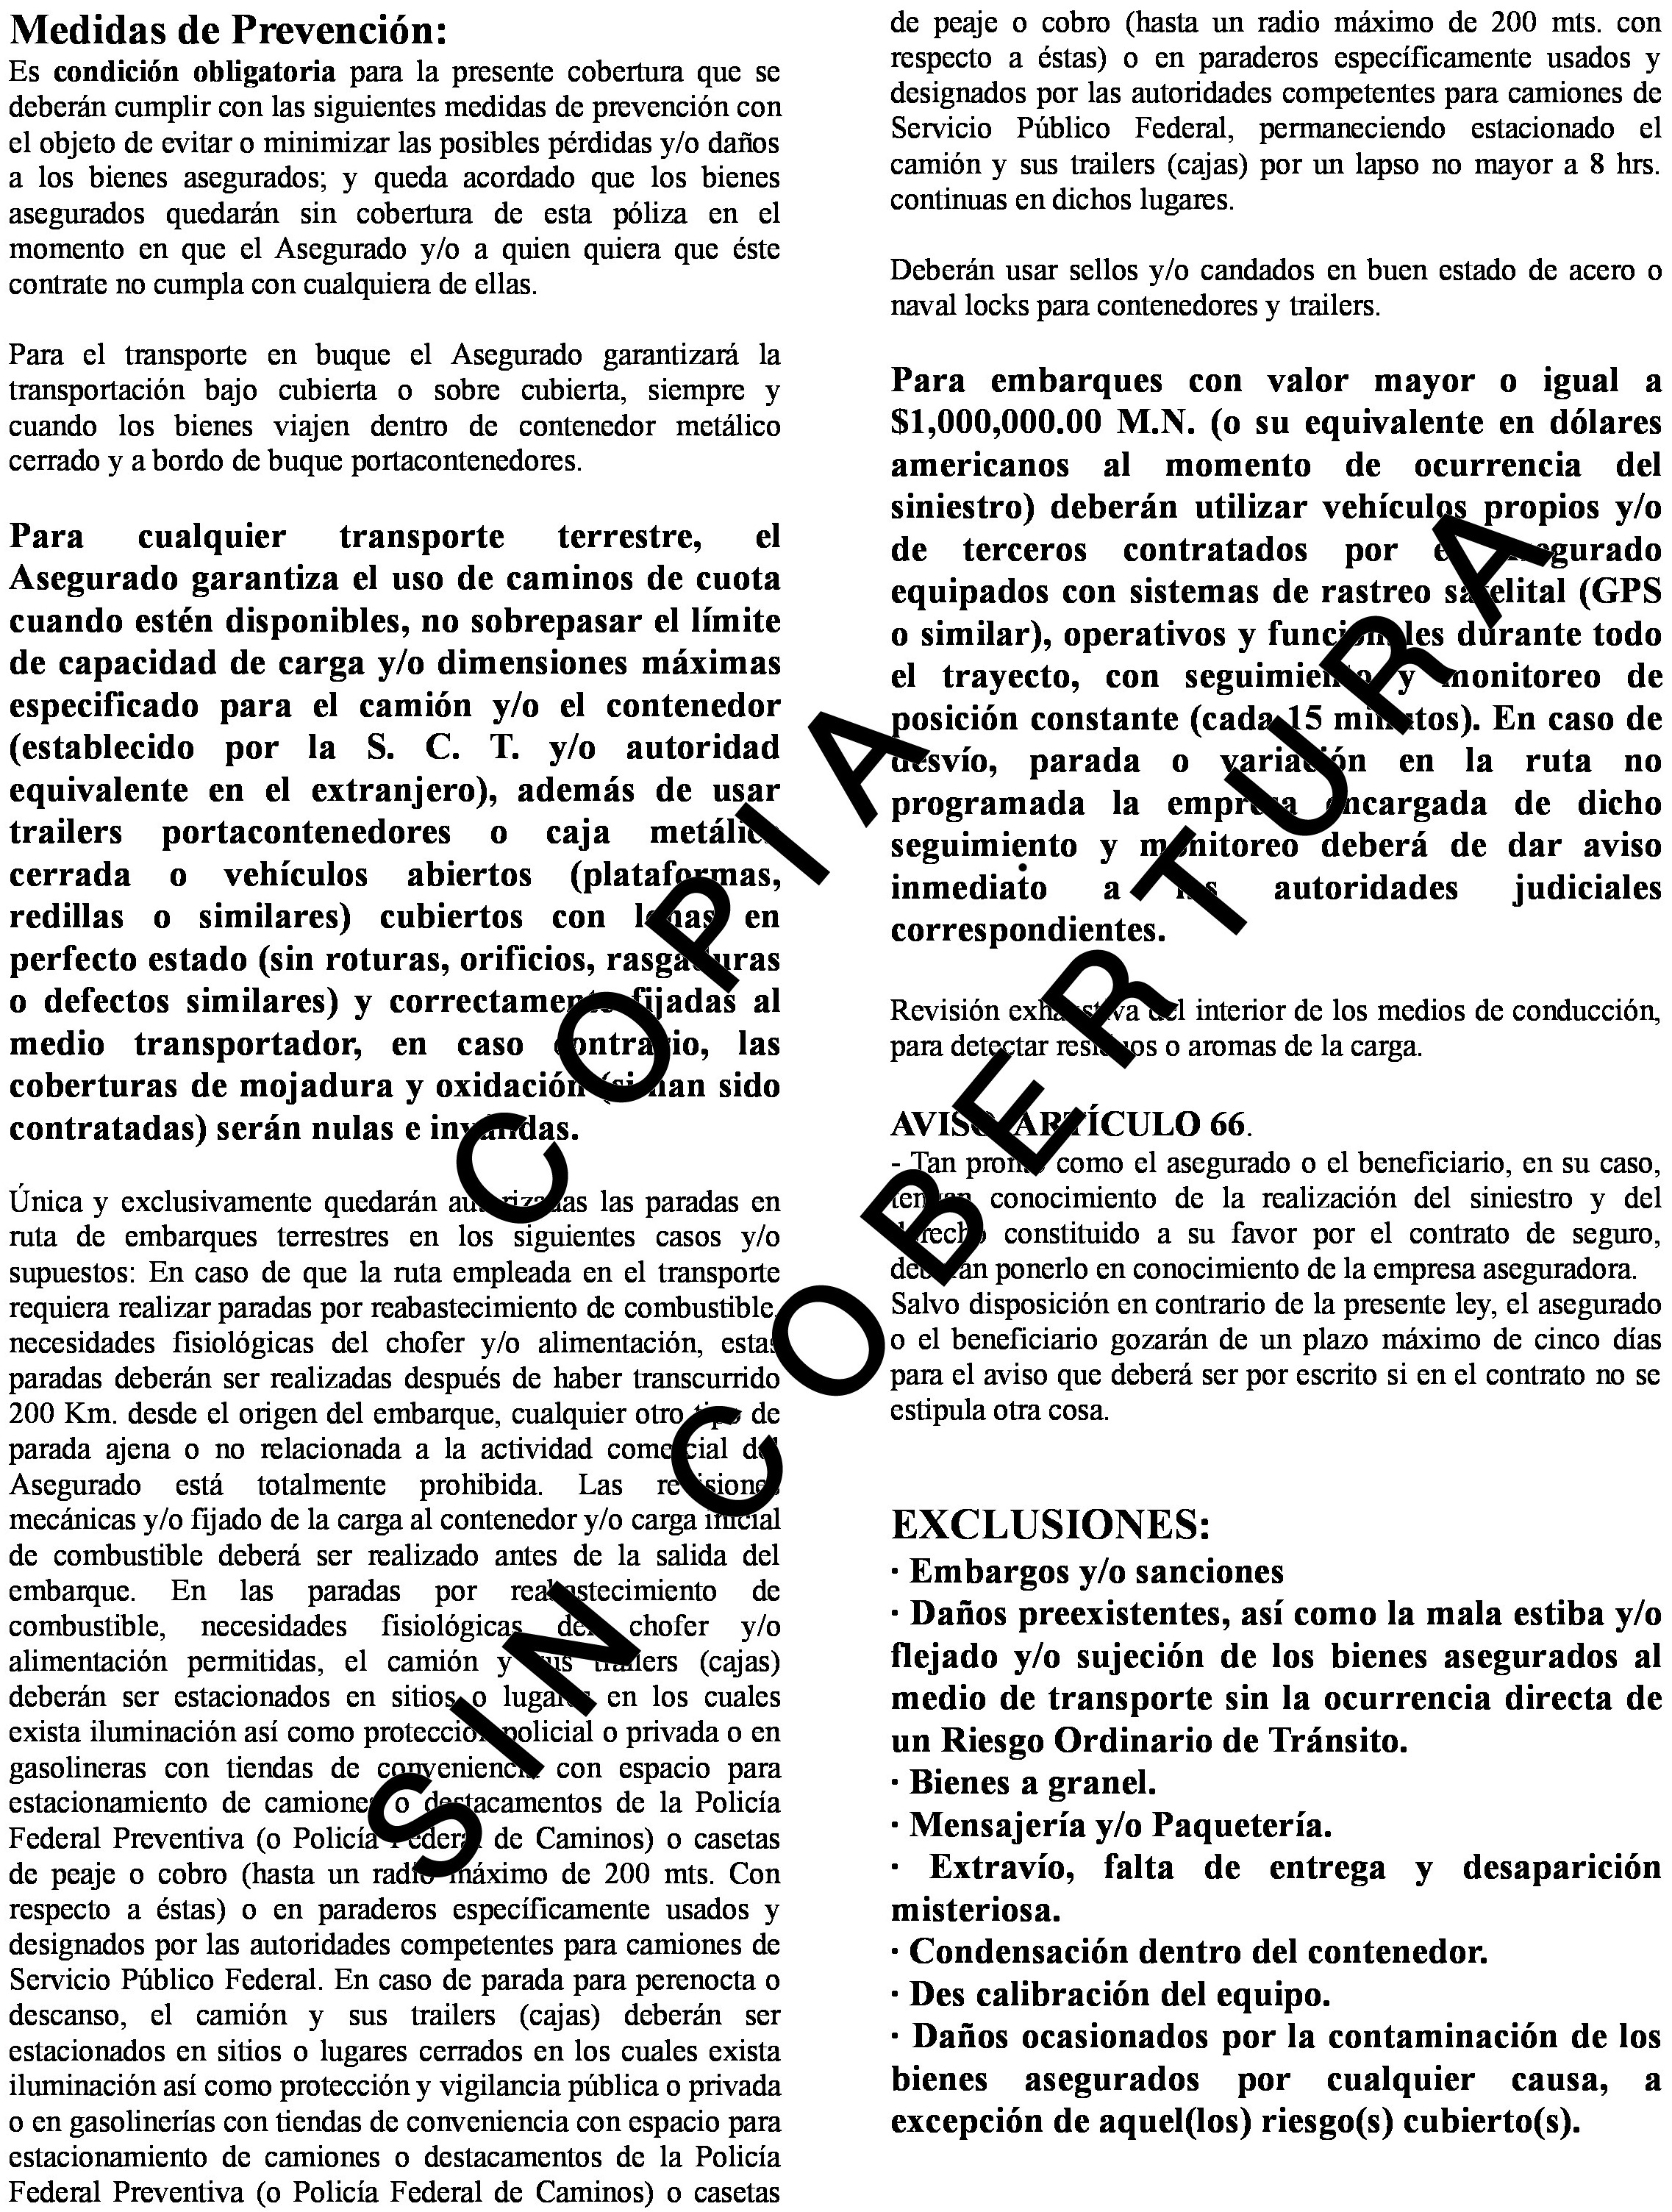 Medidas de Prevención:
Es condición obligatoria para la presente cobertura que se
deberán cumplir con las siguientes medidas de prevención con
el objeto de evitar o minimizar las posibles pérdidas y/o daños
a los bienes asegurados; y queda acordado que los bienes
asegurados quedarán sin cobertura de esta póliza en el
momento en que el Asegurado y/o a quien quiera que éste
contrate no cumpla con cualquiera de ellas.
Para el transporte en buque el Asegurado garantizará la
transportación bajo cubierta o sobre cubierta, siempre y
cuando los bienes viajen dentro de contenedor metálico
cerrado y a bordo de buque portacontenedores.
Para cualquier transporte terrestre, el
Asegurado garantiza el uso de caminos de cuota
cuando estén disponibles, no sobrepasar el límite
de capacidad de carga y/o dimensiones máximas
especificado para el camión y/o el contenedor
(establecido por la S. C. T. y/o autoridad
equivalente en el extranjero), además de usar
trailers portacontenedores o caja metálica
cerrada o vehículos abiertos (plataformas,
redillas o similares) cubiertos con lonas en
perfecto estado (sin roturas, orificios, rasgaduras
o defectos similares) y correctamente fijadas al
medio transportador, en caso contrario, las
coberturas de mojadura y oxidación (si han sido
contratadas) serán nulas e inválidas.
Única y exclusivamente quedarán autorizadas las paradas en
ruta de embarques terrestres en los siguientes casos y/o
supuestos: En caso de que la ruta empleada en el transporte
requiera realizar paradas por reabastecimiento de combustible,
necesidades fisiológicas del chofer y/o alimentación, estas
paradas deberán ser realizadas después de haber transcurrido
200 Km. desde el origen del embarque, cualquier otro tipo de
parada ajena o no relacionada a la actividad comercial del
Asegurado está totalmente prohibida. Las revisiones
mecánicas y/o fijado de la carga al contenedor y/o carga inicial
de combustible deberá ser realizado antes de la salida del
embarque. En las paradas por reabastecimiento de
combustible, necesidades fisiológicas del chofer y/o
alimentación permitidas, el camión y sus trailers (cajas)
deberán ser estacionados en sitios o lugares en los cuales
exista iluminación así como protección policial o privada o en
gasolineras con tiendas de conveniencia con espacio para
estacionamiento de camiones o destacamentos de la Policía
Federal Preventiva (o Policía Federal de Caminos) o casetas
de peaje o cobro (hasta un radio máximo de 200 mts. Con
respecto a éstas) o en paraderos específicamente usados y
designados por las autoridades competentes para camiones de
Servicio Público Federal. En caso de parada para perenocta o
descanso, el camión y sus trailers (cajas) deberán ser
estacionados en sitios o lugares cerrados en los cuales exista
iluminación así como protección y vigilancia pública o privada
o en gasolinerías con tiendas de conveniencia con espacio para
estacionamiento de camiones o destacamentos de la Policía
Federal Preventiva (o Policía Federal de Caminos) o casetas
de peaje o cobro (hasta un radio máximo de 200 mts. con
respecto a éstas) o en paraderos específicamente usados y
designados por las autoridades competentes para camiones de
Servicio Público Federal, permaneciendo estacionado el
camión y sus trailers (cajas) por un lapso no mayor a 8 hrs.
continuas en dichos lugares.
Deberán usar sellos y/o candados en buen estado de acero o
naval locks para contenedores y trailers.
Para embarques con valor mayor o igual a
$1,000,000.00 M.N. (o su equivalente en dólares
americanos al momento de ocurrencia del
siniestro) deberán utilizar vehículos propios y/o
de terceros contratados por el Asegurado
equipados con sistemas de rastreo satelital (GPS
o similar), operativos y funcionales durante todo
el trayecto, con seguimiento y monitoreo de
posición constante (cada 15 minutos). En caso de
desvío, parada o variación en la ruta no
programada la empresa encargada de dicho
seguimiento y monitoreo deberá de dar aviso
inmediato a las autoridades judiciales
correspondientes.
Revisión exhaustiva del interior de los medios de conducción,
para detectar residuos o aromas de la carga.
AVISO ARTÍCULO 66.
- Tan pronto como el asegurado o el beneficiario, en su caso,
tengan conocimiento de la realización del siniestro y del
derecho constituido a su favor por el contrato de seguro,
deberán ponerlo en conocimiento de la empresa aseguradora.
Salvo disposición en contrario de la presente ley, el asegurado
o el beneficiario gozarán de un plazo máximo de cinco días
para el aviso que deberá ser por escrito si en el contrato no se
estipula otra cosa.
EXCLUSIONES:
· Embargos y/o sanciones
· Daños preexistentes, así como la mala estiba y/o
flejado y/o sujeción de los bienes asegurados al
medio de transporte sin la ocurrencia directa de
un Riesgo Ordinario de Tránsito.
· Bienes a granel.
· Mensajería y/o Paquetería.
· Extravío, falta de entrega y desaparición
misteriosa.
· Condensación dentro del contenedor.
· Des calibración del equipo.
· Daños ocasionados por la contaminación de los
bienes asegurados por cualquier causa, a
excepción de aquel(los) riesgo(s) cubierto(s).
COPIA
SIN COBERTURA